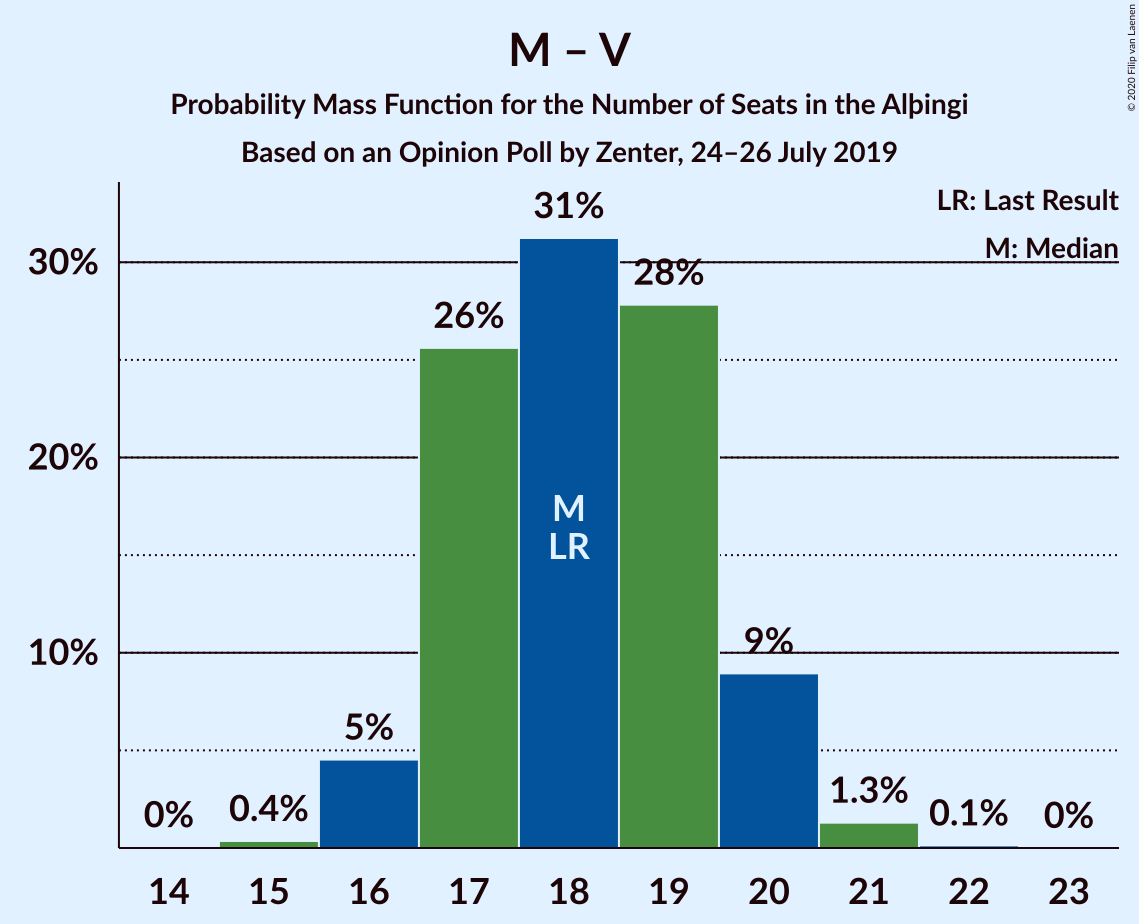 M – V
Probability Mass Function for the Number of Seats in the Alþingi
Based on an Opinion Poll by Zenter, 24–26 July 2019
© 2020 Filip van Laenen
LR: Last Result
M: Median
30%
20%
10%
0%
0.4%
5%
26%
31%
28%
9%
1.3%
0.1%
0%
M
LR
14 15 16 17 18 19 20 21 22 23